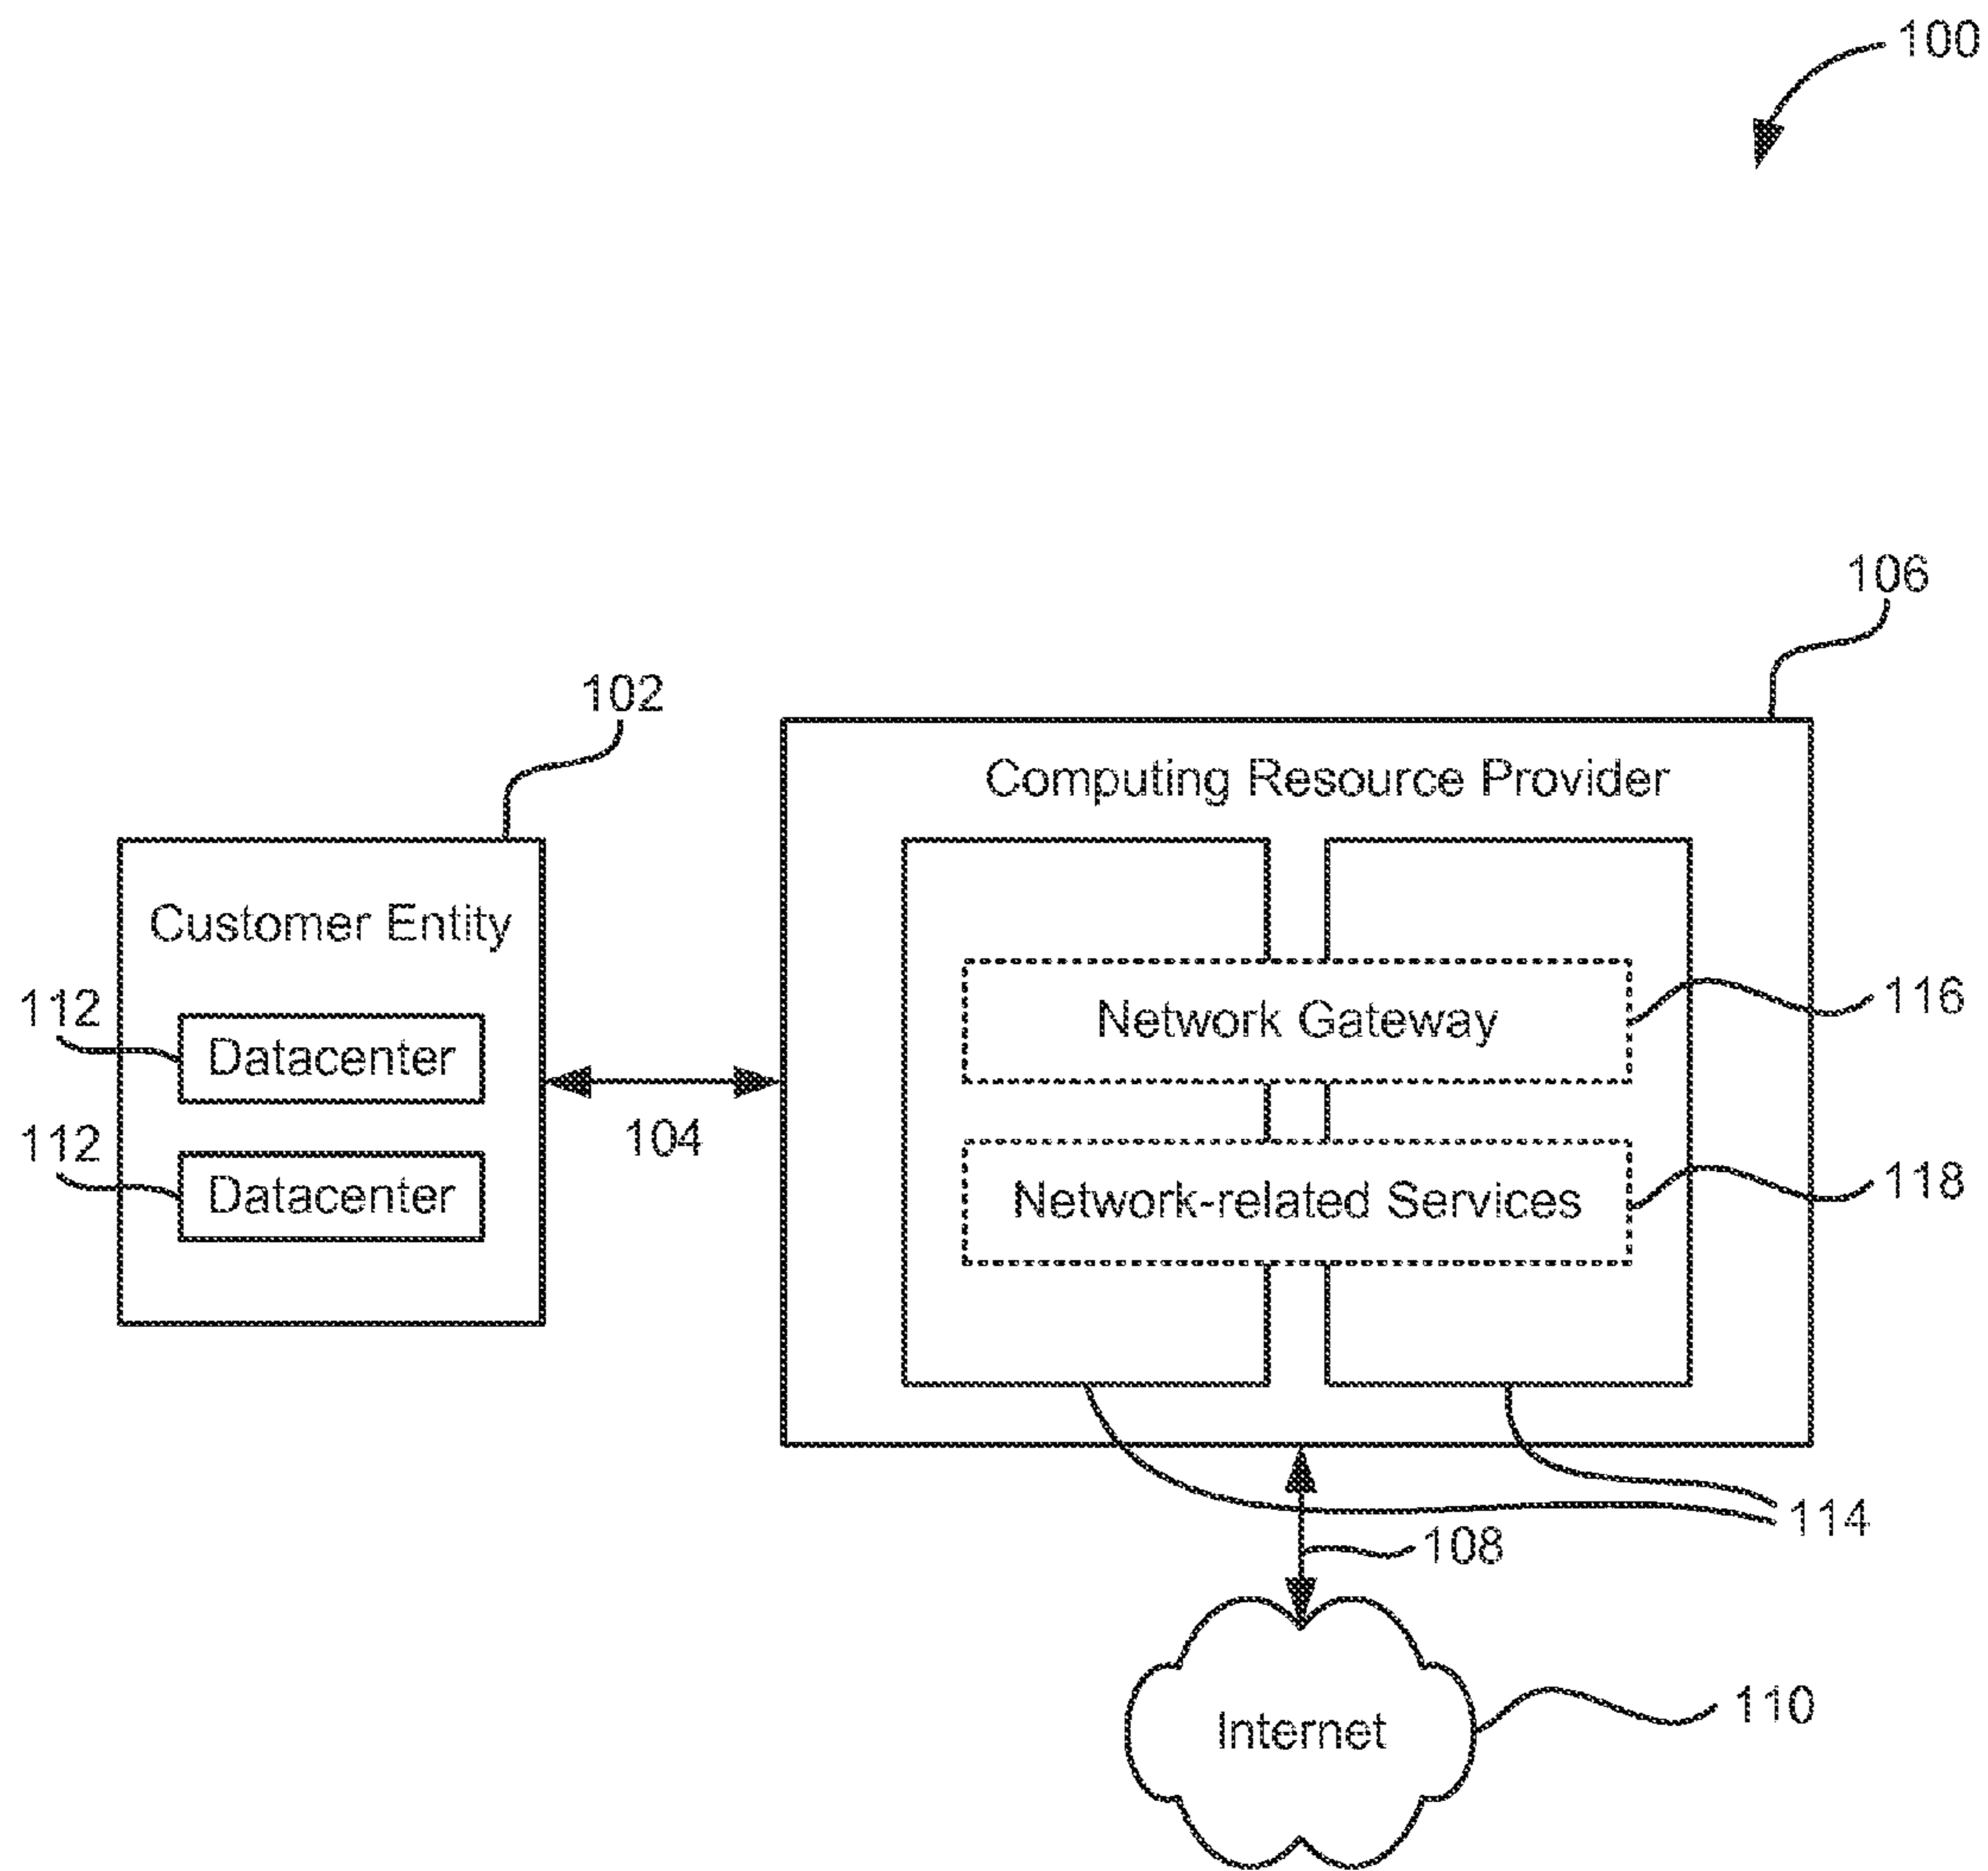 100
106
102
Computing Resource Provider
Customer Entity
112
Datacenter
Network Gateway
116
104
112
Datacenter
Network-related Services
118
114
108
110
Internet